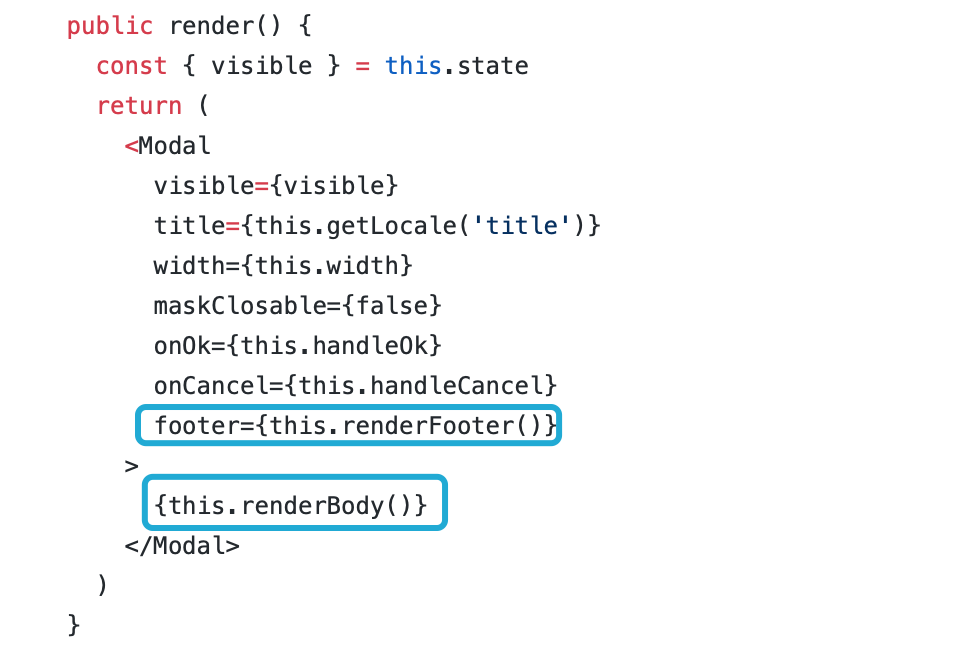 public render() {
const { visible } = this.state
return (
<Modal
visible={visible}
title={this.getLocale('title')}
width={this.width}
maskClosable={false}
onOk={this.handleOk}
onCancel={this.handleCancel}
footer={this.renderFooter()}
>
{this.renderBody()}
</Modal>
)
}